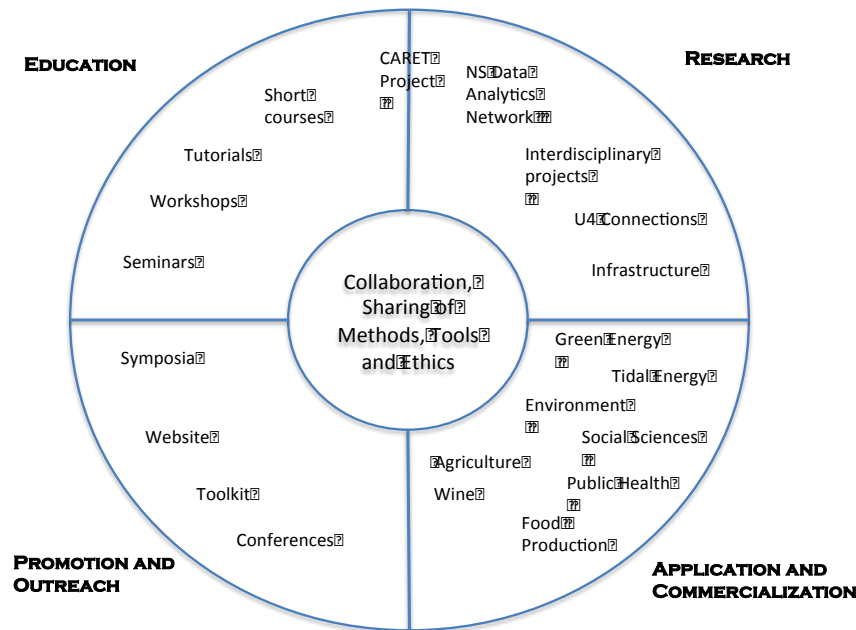 EDUCATION
RESEARCH
CARET
Project
NS Data
Analytics
Network
Short
courses
Tutorials
Workshops
Seminars
Interdisciplinary
projects
U4 Connections
Infrastructure
Collaboration,
Sharing of
Methods, Tools
and Ethics
Symposia
Website
Toolkit
Conferences
Green Energy
Tidal Energy
Environment
Social Sciences
Agriculture
Public Health
Wine
Food
Production
PROMOTION AND
OUTREACH
APPLICATION AND
COMMERCIALIZATION